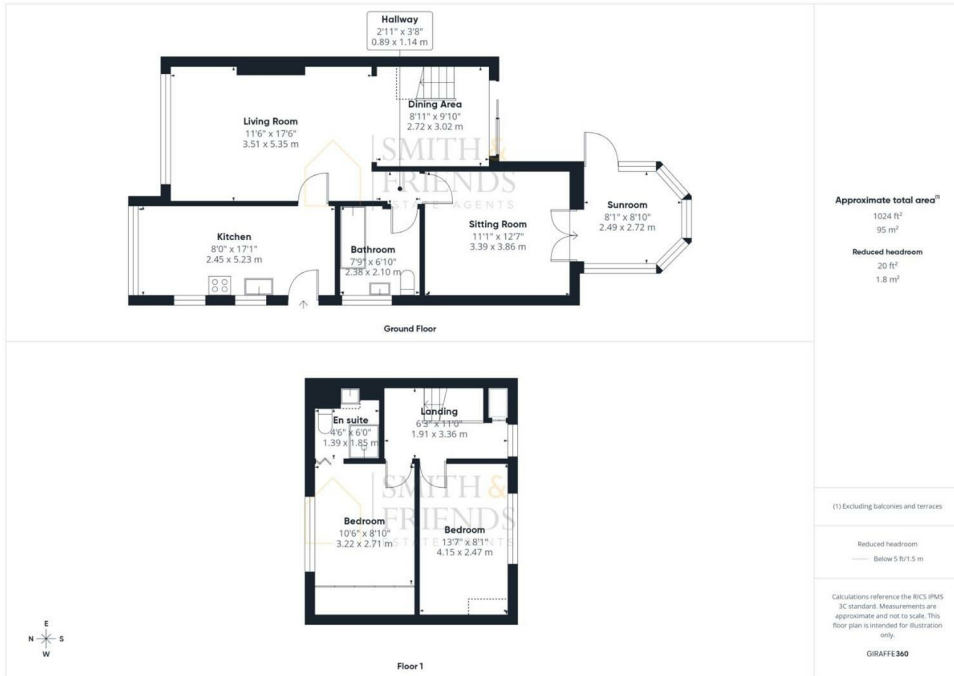 Hallway
2'11" x 3'8"
0.89 x 1.14 m
Living Room
11'6" x 17'6"
3.51 x 5.35 m
Dining Area
8'11" x 9'10"
2.72 x 3.02 m
SMITH &
FRIENDS
ESTATE AGENTS
Kitchen
8'0" x 17'1"
2.45 x 5.23 m
Bathroom
7'9" x 6'10"
2.38 x 2.10 m
Sitting Room
11'1" x 12'7"
3.39 x 3.86 m
Sunroom
8'1" x 8'10"
2.49 x 2.72 m
Ground Floor
En suite
4'6" x 6'0"
1.39 x 1.85 m
Landing
6'3" x 11'0"
1.91 x 3.36 m
SMITH &
FRIENDS
ESTATE AGENTS
Bedroom
10'6" x 8'10"
3.22 x 2.71 m
Bedroom
13'7" x 8'1"
4.15 x 2.47 m
E
N S
W
Floor 1
Approximate total area(1)
1024 ft²
95 m²
Reduced headroom
20 ft²
1.8 m²
(1) Excluding balconies and terraces
Reduced headroom
Below 5 ft/1.5 m
Calculations reference the RICS IPMS
3C standard. Measurements are
approximate and not to scale. This
floor plan is intended for illustration
only.
GIRAFFE360